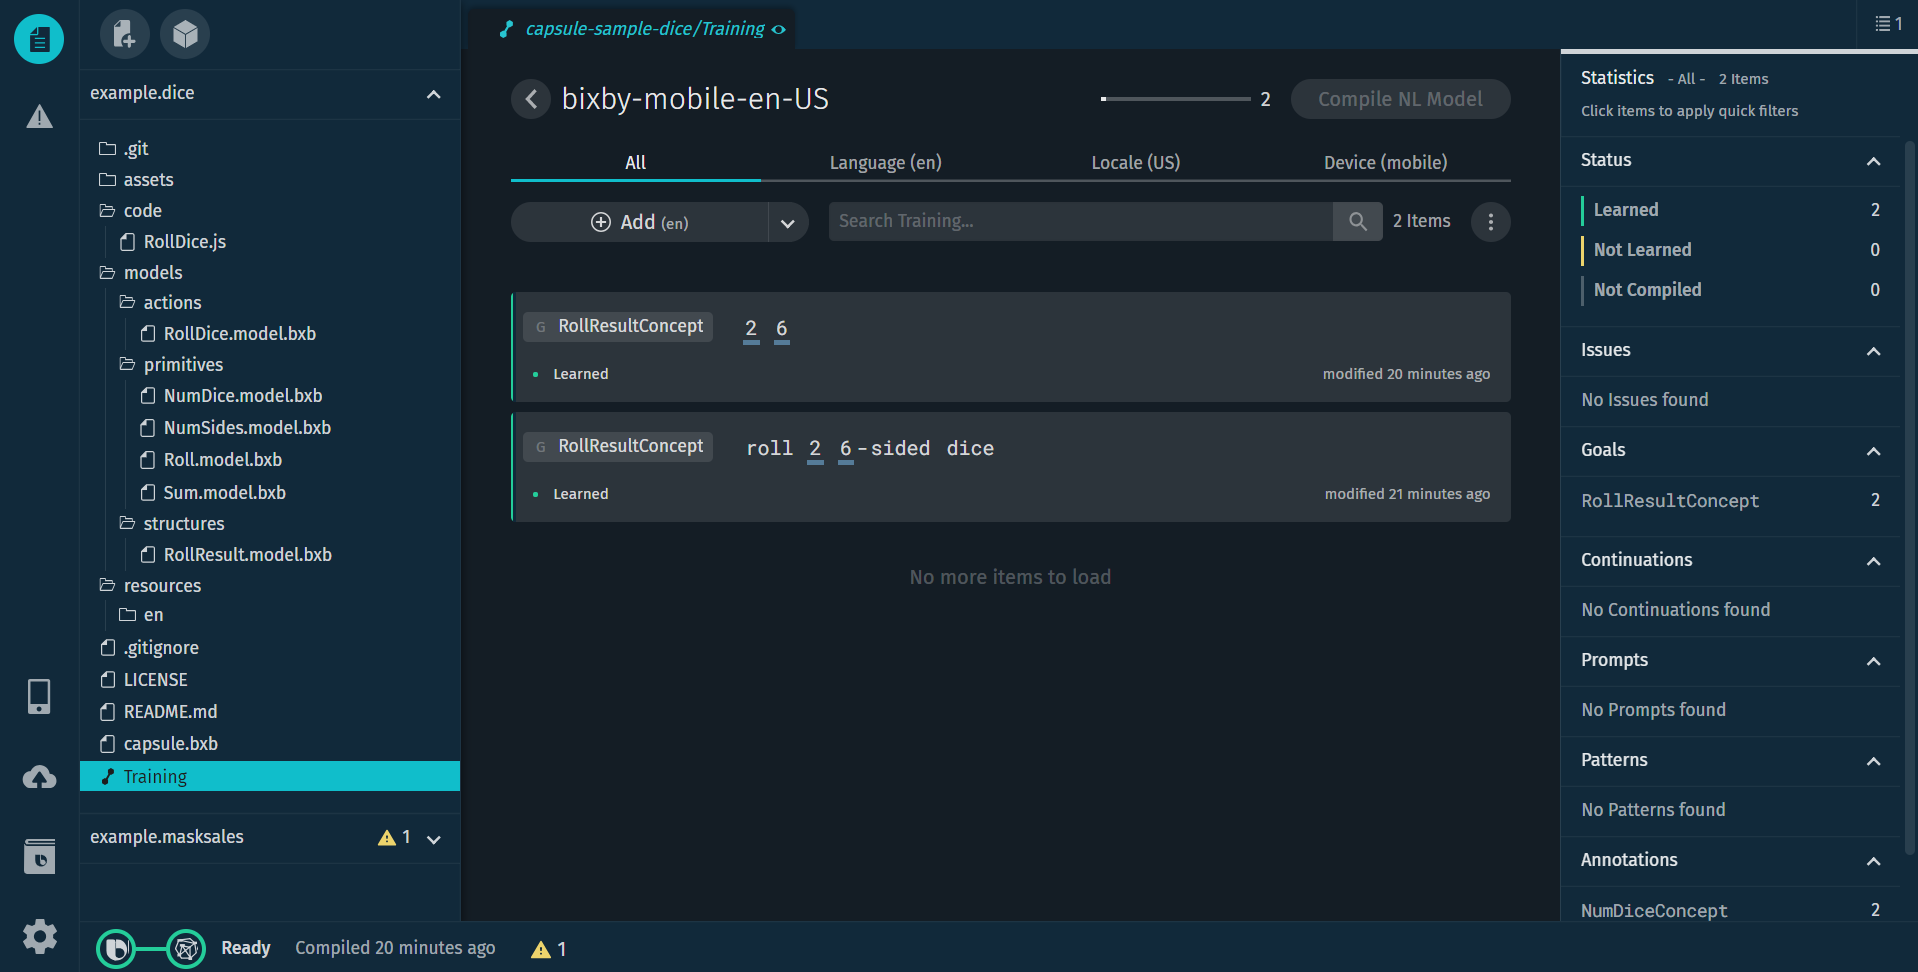 capsule-sample-dice/Training
1
example.dice
.git
assets
code
RollDice.js
models
actions
RollDice.model.bxb
primitives
NumDice.model.bxb
NumSides.model.bxb
Roll.model.bxb
Sum.model.bxb
structures
RollResult.model.bxb
resources
en
.gitignore
LICENSE
README.md
capsule.bxb
Training
example.masksales 1
bixby-mobile-en-US 2 Compile NL Model
All Language (en) Locale (US) Device (mobile)
Add (en) Search Training... 2 Items
G RollResultConcept 2 6
Learned modified 20 minutes ago
G RollResultConcept roll 2 6-sided dice
Learned modified 21 minutes ago
No more items to load
Statistics - All - 2 Items
Click items to apply quick filters
Status
Learned 2
Not Learned 0
Not Compiled 0
Issues
No Issues found
Goals
RollResultConcept 2
Continuations
No Continuations found
Prompts
No Prompts found
Patterns
No Patterns found
Annotations
NumDiceConcept 2
Ready Compiled 20 minutes ago 1